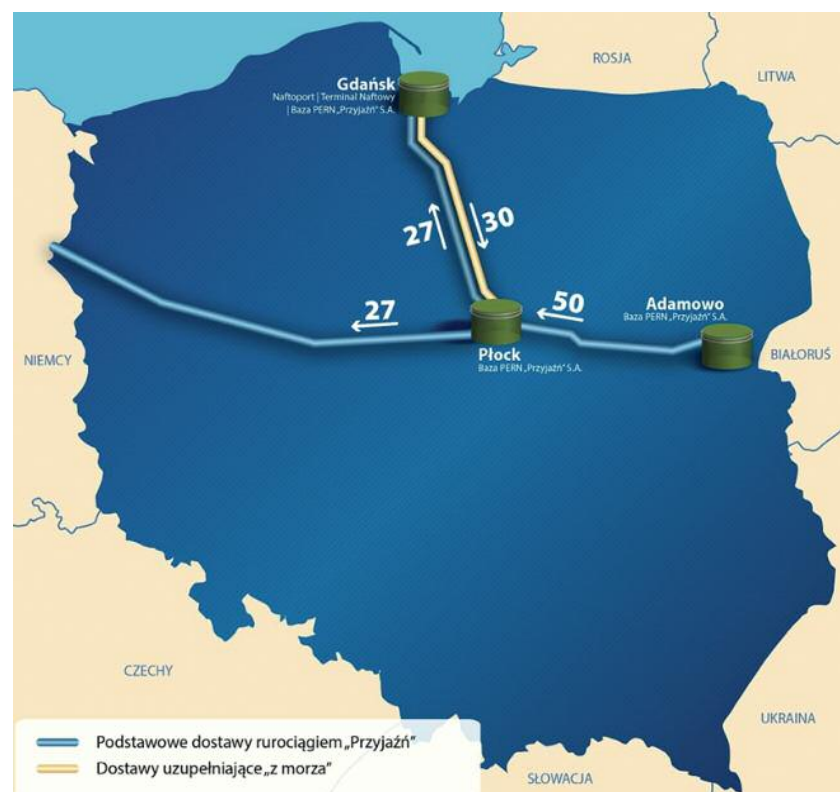 ROSJA
LITWA
Gdańsk
Naftoport | Terminal Naftowy
| Baza PERN „Przyjaźń” S.A.
27
30
27
50
Adamowo
Baza PERN „Przyjaźń” S.A.
Płock
Baza PERN „Przyjaźń” S.A.
NIEMCY
BIAŁORUŚ
CZECHY
UKRAINA
SŁOWACJA
Podstawowe dostawy rurociągiem „Przyjaźń”
Dostawy uzupełniające „z morza”